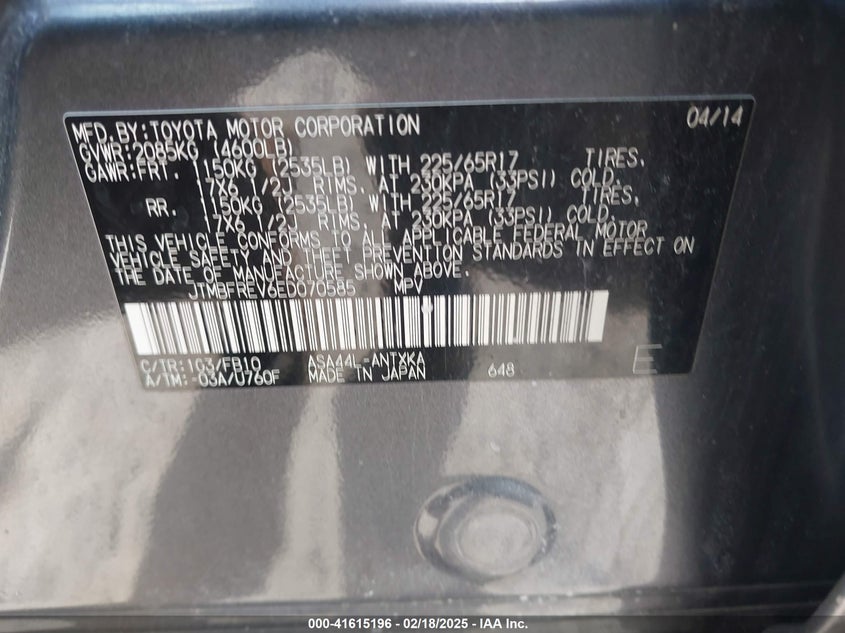 MFD. BY: TOYOTA MOTOR CORPORATION 04/14
GVWR: 2085KG (4600LB)
GAWR: FRT. 1150KG (2535LB) WITH 225/65R17 TIRES,
17X6 1/2J RIMS, AT 230KPA (33PSI) COLD.
RR. 1150KG (2535LB) WITH 225/65R17 TIRES,
17X6 1/2J RIMS, AT 230KPA (33PSI) COLD.
THIS VEHICLE CONFORMS TO ALL APPLICABLE FEDERAL MOTOR
VEHICLE SAFETY AND THEFT PREVENTION STANDARDS IN EFFECT ON
THE DATE OF MANUFACTURE SHOWN ABOVE.
JTMBFREV6ED070585 MPV
C/TR: 1G3/FB10 ASA44L-ANTXKA
A/TM: -03A/U760F MADE IN JAPAN 648 E
000-41615196 - 02/18/2025 - IAA Inc.